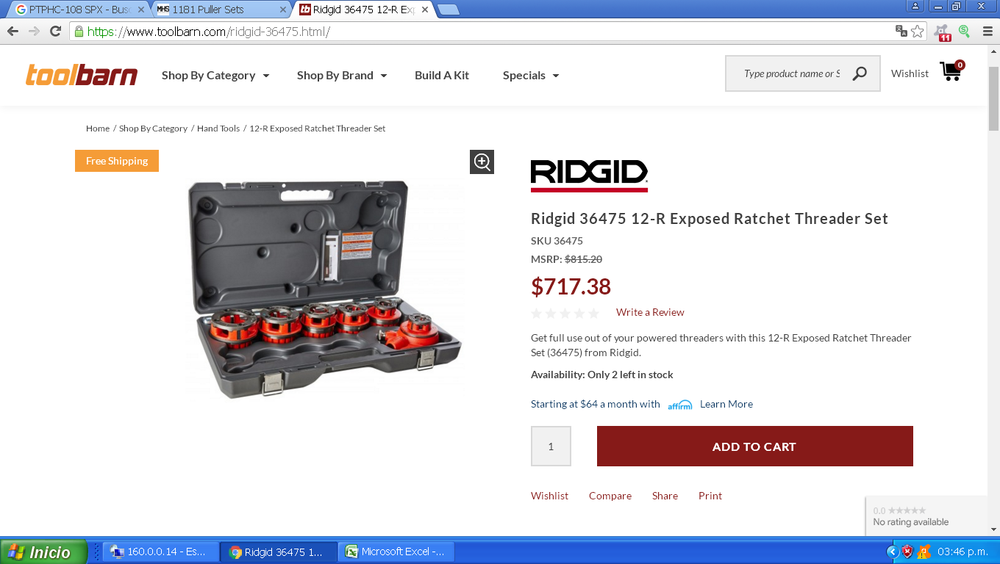 PTPHC-108 SPX - Busc
MHS 1181 Puller Sets
tb Ridgid 36475 12-R Exp
https://www.toolbarn.com/ridgid-36475.html/
11
toolbarn
Shop By Category
Shop By Brand
Build A Kit
Specials
Type product name or S
Wishlist
0
Home / Shop By Category / Hand Tools / 12-R Exposed Ratchet Threader Set
Free Shipping
RIDGID
Ridgid 36475 12-R Exposed Ratchet Threader Set
SKU 36475
MSRP: $815.20
$717.38
Write a Review
Get full use out of your powered threaders with this 12-R Exposed Ratchet Threader
Set (36475) from Ridgid.
Availability: Only 2 left in stock
Starting at $64 a month with affirm Learn More
1
ADD TO CART
Wishlist Compare Share Print
0.0
No rating available
Inicio
160.0.0.14 - Es...
Ridgid 36475 1...
Microsoft Excel -...
03:46 p.m.